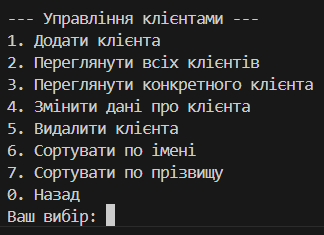 --- Управління клієнтами ---
1. Додати клієнта
2. Переглянути всіх клієнтів
3. Переглянути конкретного клієнта
4. Змінити дані про клієнта
5. Видалити клієнта
6. Сортувати по імені
7. Сортувати по прізвищу
0. Назад
Ваш вибір: